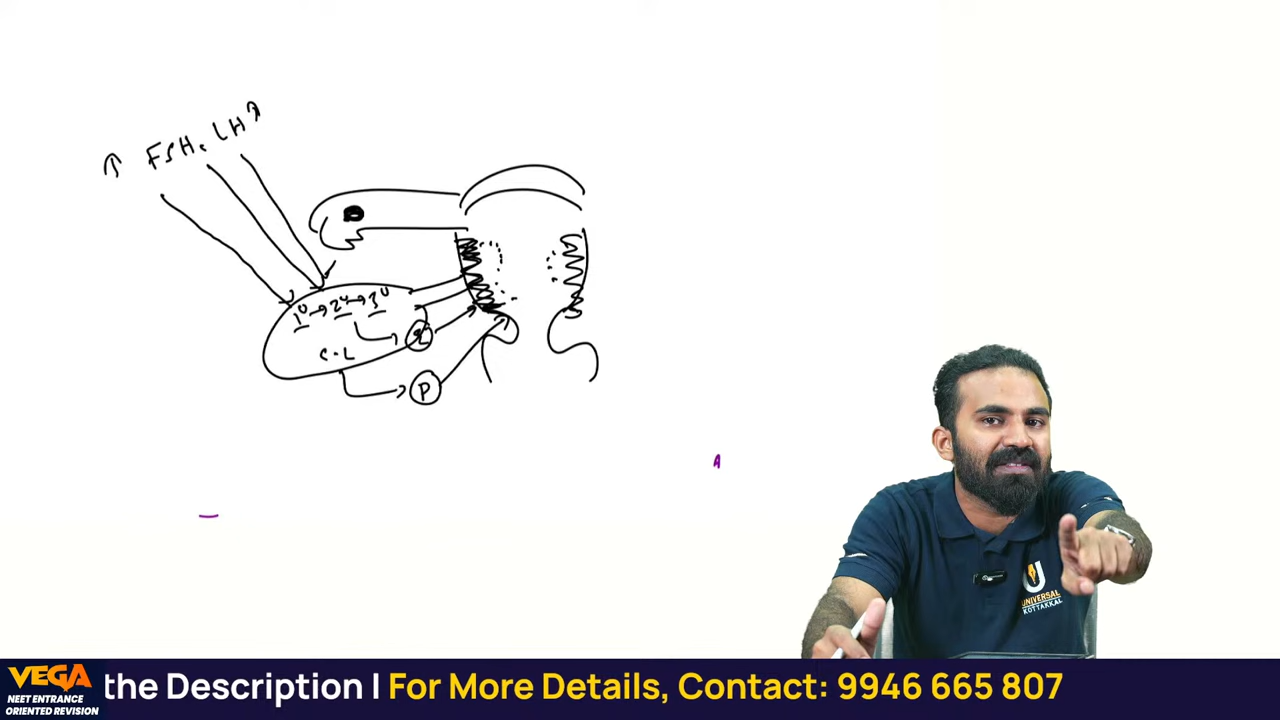 ↑ FSH, LH↑
1° → 2° → 3°
C.L
P
A
UNIVERSAL
KOTTAKKAL
VEGA
NEET ENTRANCE
ORIENTED REVISION
the Description I For More Details, Contact: 9946 665 807